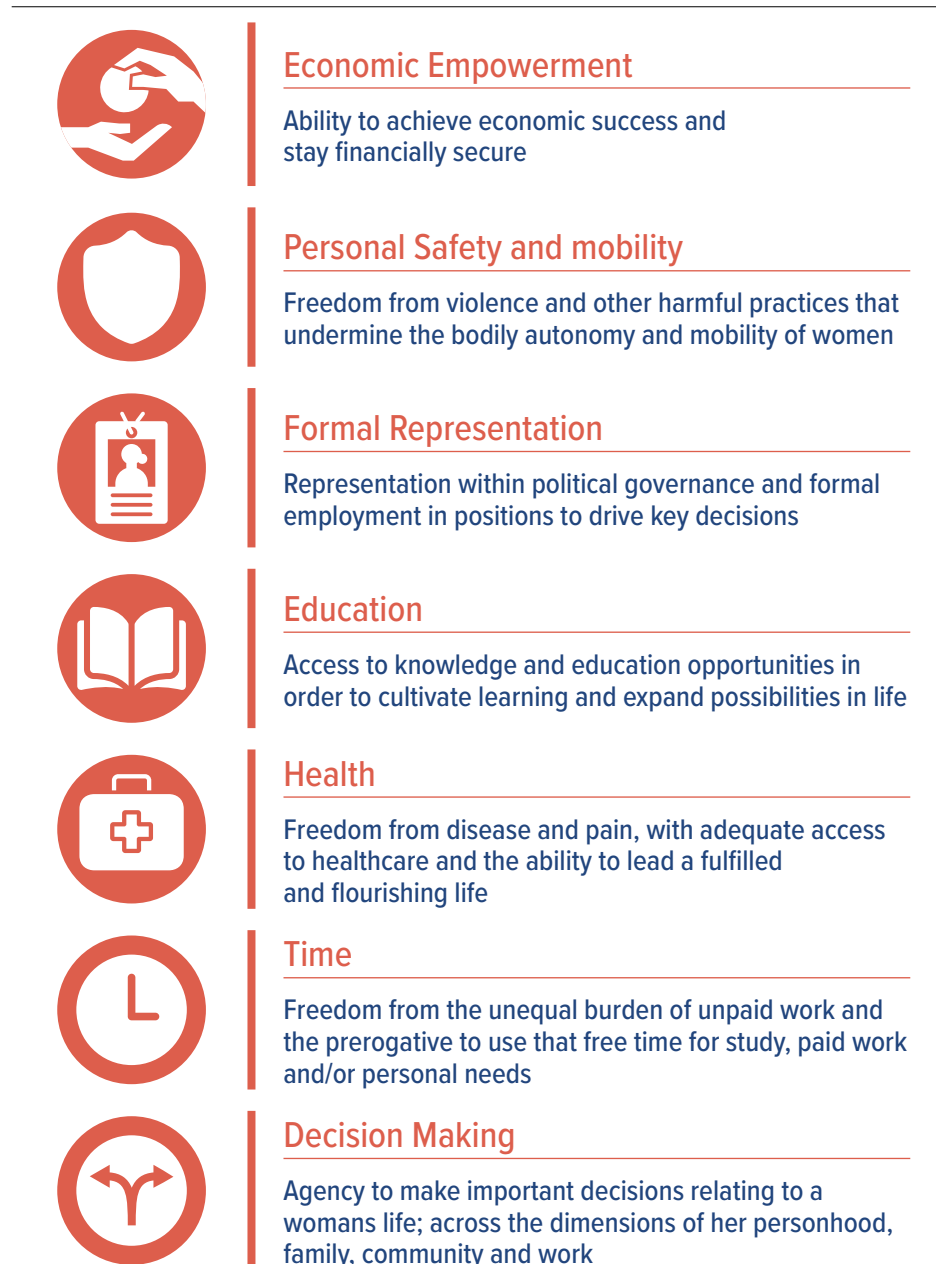 Economic Empowerment
Ability to achieve economic success and
stay financially secure
Personal Safety and mobility
Freedom from violence and other harmful practices that
undermine the bodily autonomy and mobility of women
Formal Representation
Representation within political governance and formal
employment in positions to drive key decisions
Education
Access to knowledge and education opportunities in
order to cultivate learning and expand possibilities in life
Health
Freedom from disease and pain, with adequate access
to healthcare and the ability to lead a fulfilled
and flourishing life
Time
Freedom from the unequal burden of unpaid work and
the prerogative to use that free time for study, paid work
and/or personal needs
Decision Making
Agency to make important decisions relating to a
womans life; across the dimensions of her personhood,
family, community and work